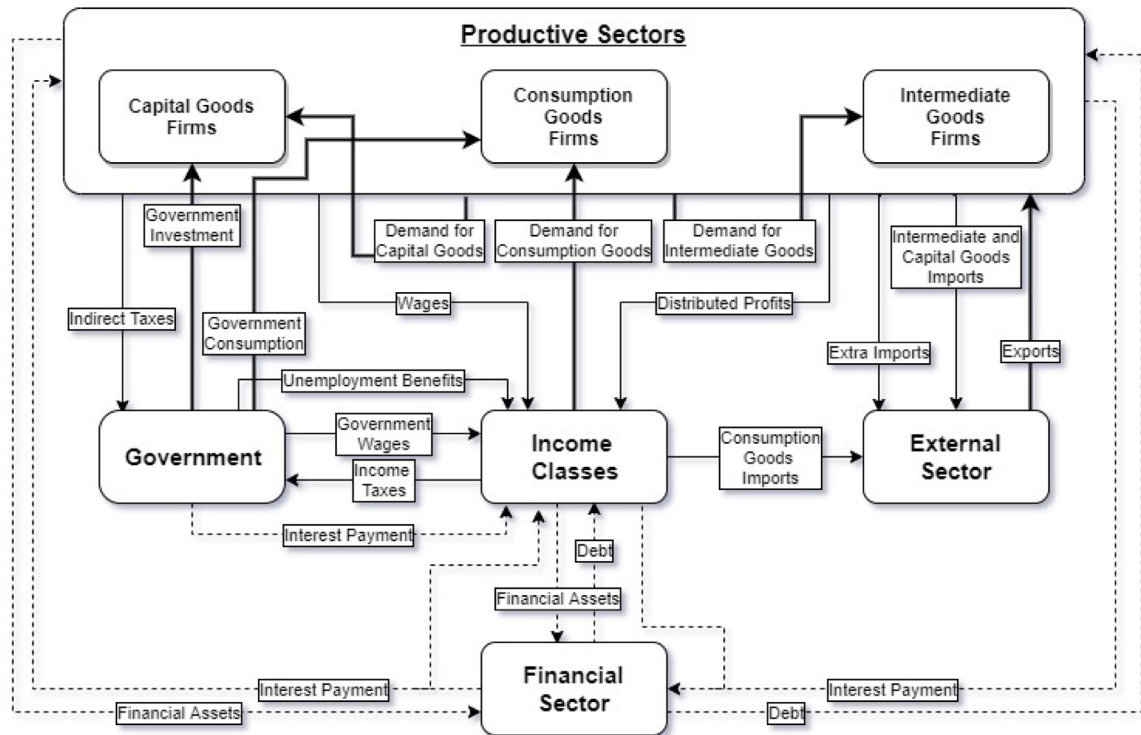 Productive Sectors
Capital Goods
Firms
Consumption
Goods
Firms
Intermediate
Goods
Firms
Government
Investment
Demand for
Capital Goods
Demand for
Consumption Goods
Demand for
Intermediate Goods
Intermediate and
Capital Goods
Imports
Indirect Taxes
Government
Consumption
Wages
Distributed Profits
Extra Imports
Exports
Unemployment Benefits
Government
Government
Wages
Income
Taxes
Income
Classes
Consumption
Goods
Imports
External
Sector
Interest Payment
Debt
Financial Assets
Financial
Sector
Interest Payment
Interest Payment
Financial Assets
Debt